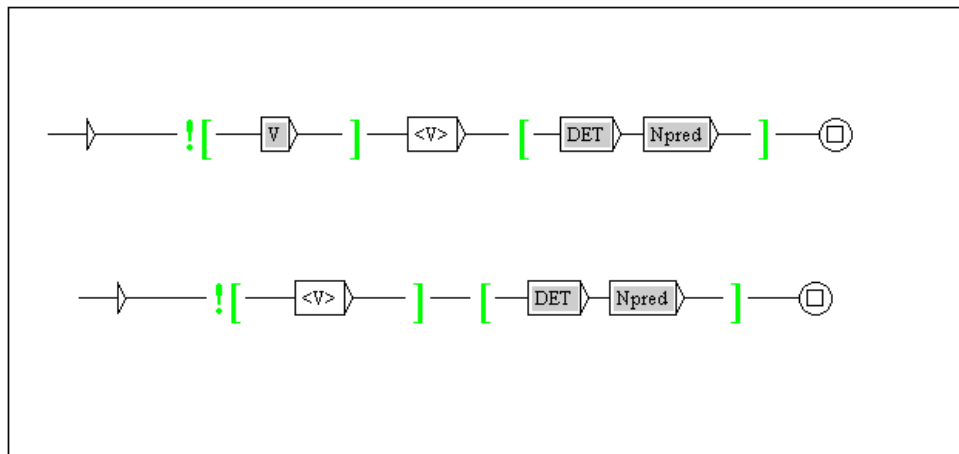 ![ V ] <V> [ DET Npred ]
![ <V> ] [ DET Npred ]